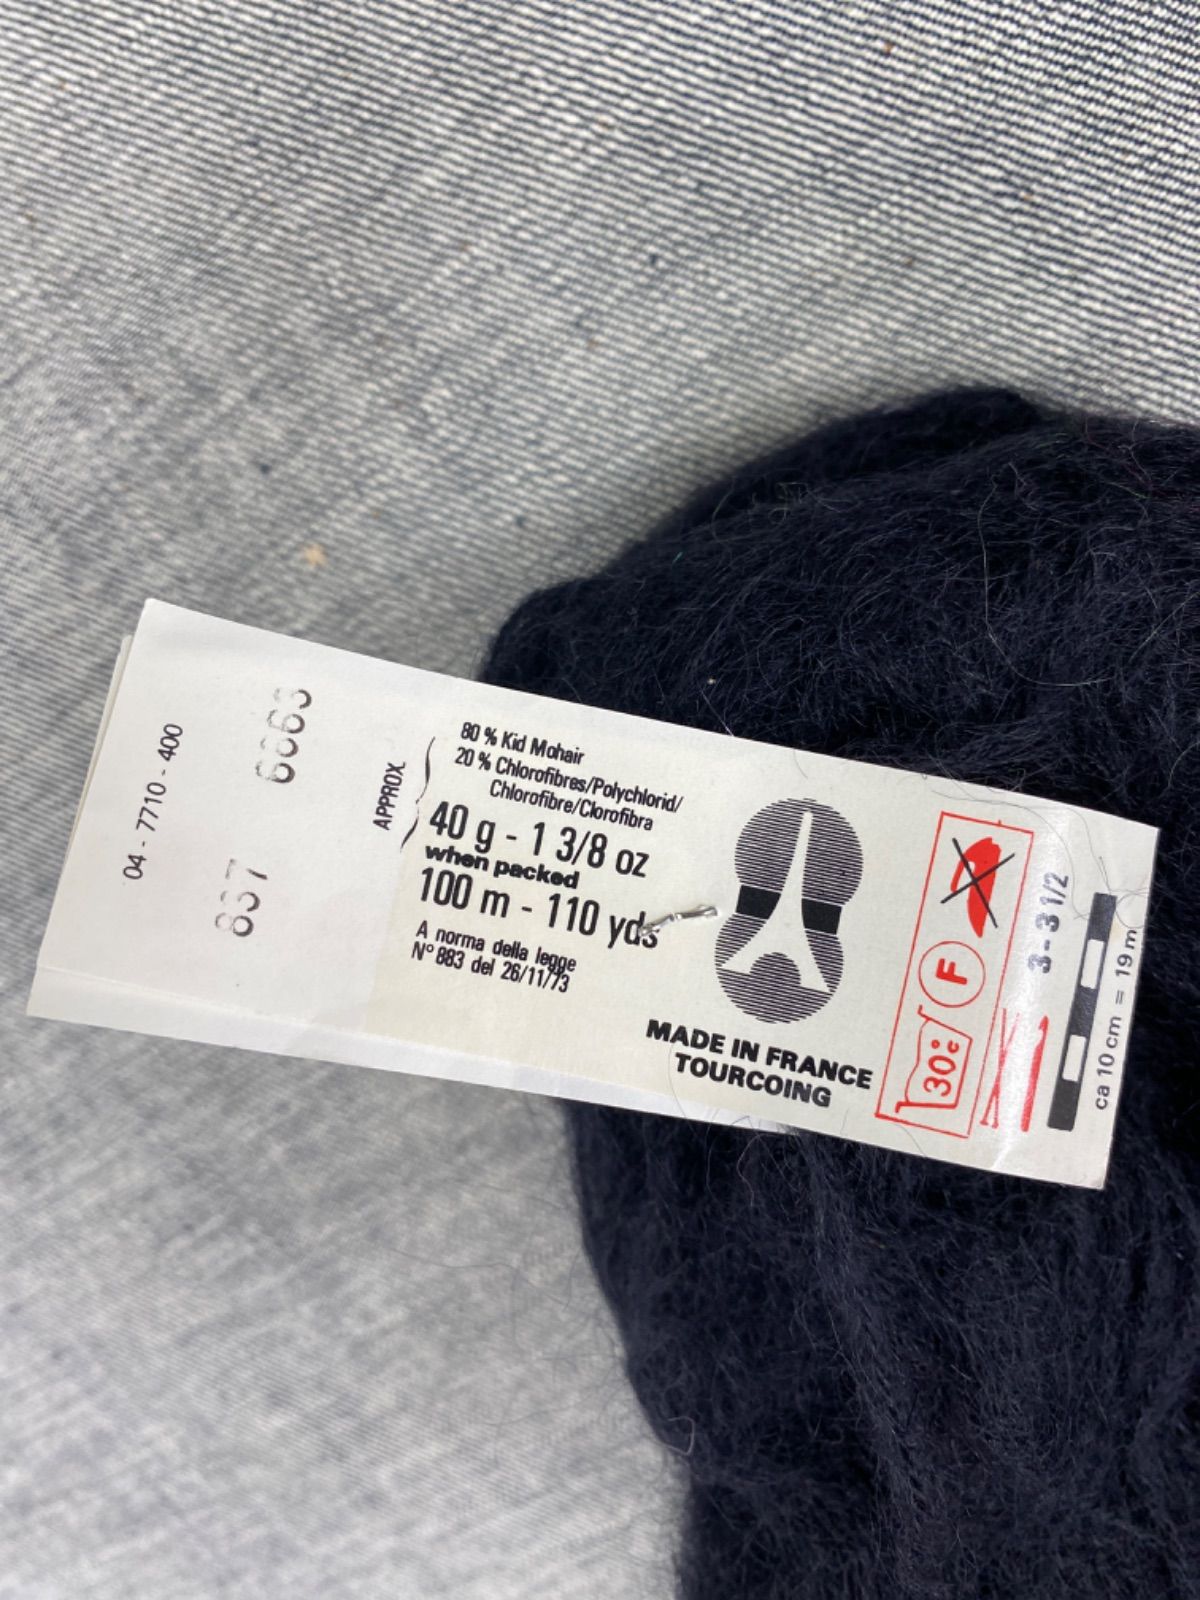 04 - 7710 - 400
6663
837
APPROX.
80 % Kid Mohair
20 % Chlorofibres/Polychlorid/
Chlorofibre/Clorofibra
40 g - 1 3/8 oz
when packed
100 m - 110 yds
A norma della legge
N° 883 del 26/11/73
MADE IN FRANCE
TOURCOING
30°C
F
3 - 3 1/2
ca 10 cm = 19 m